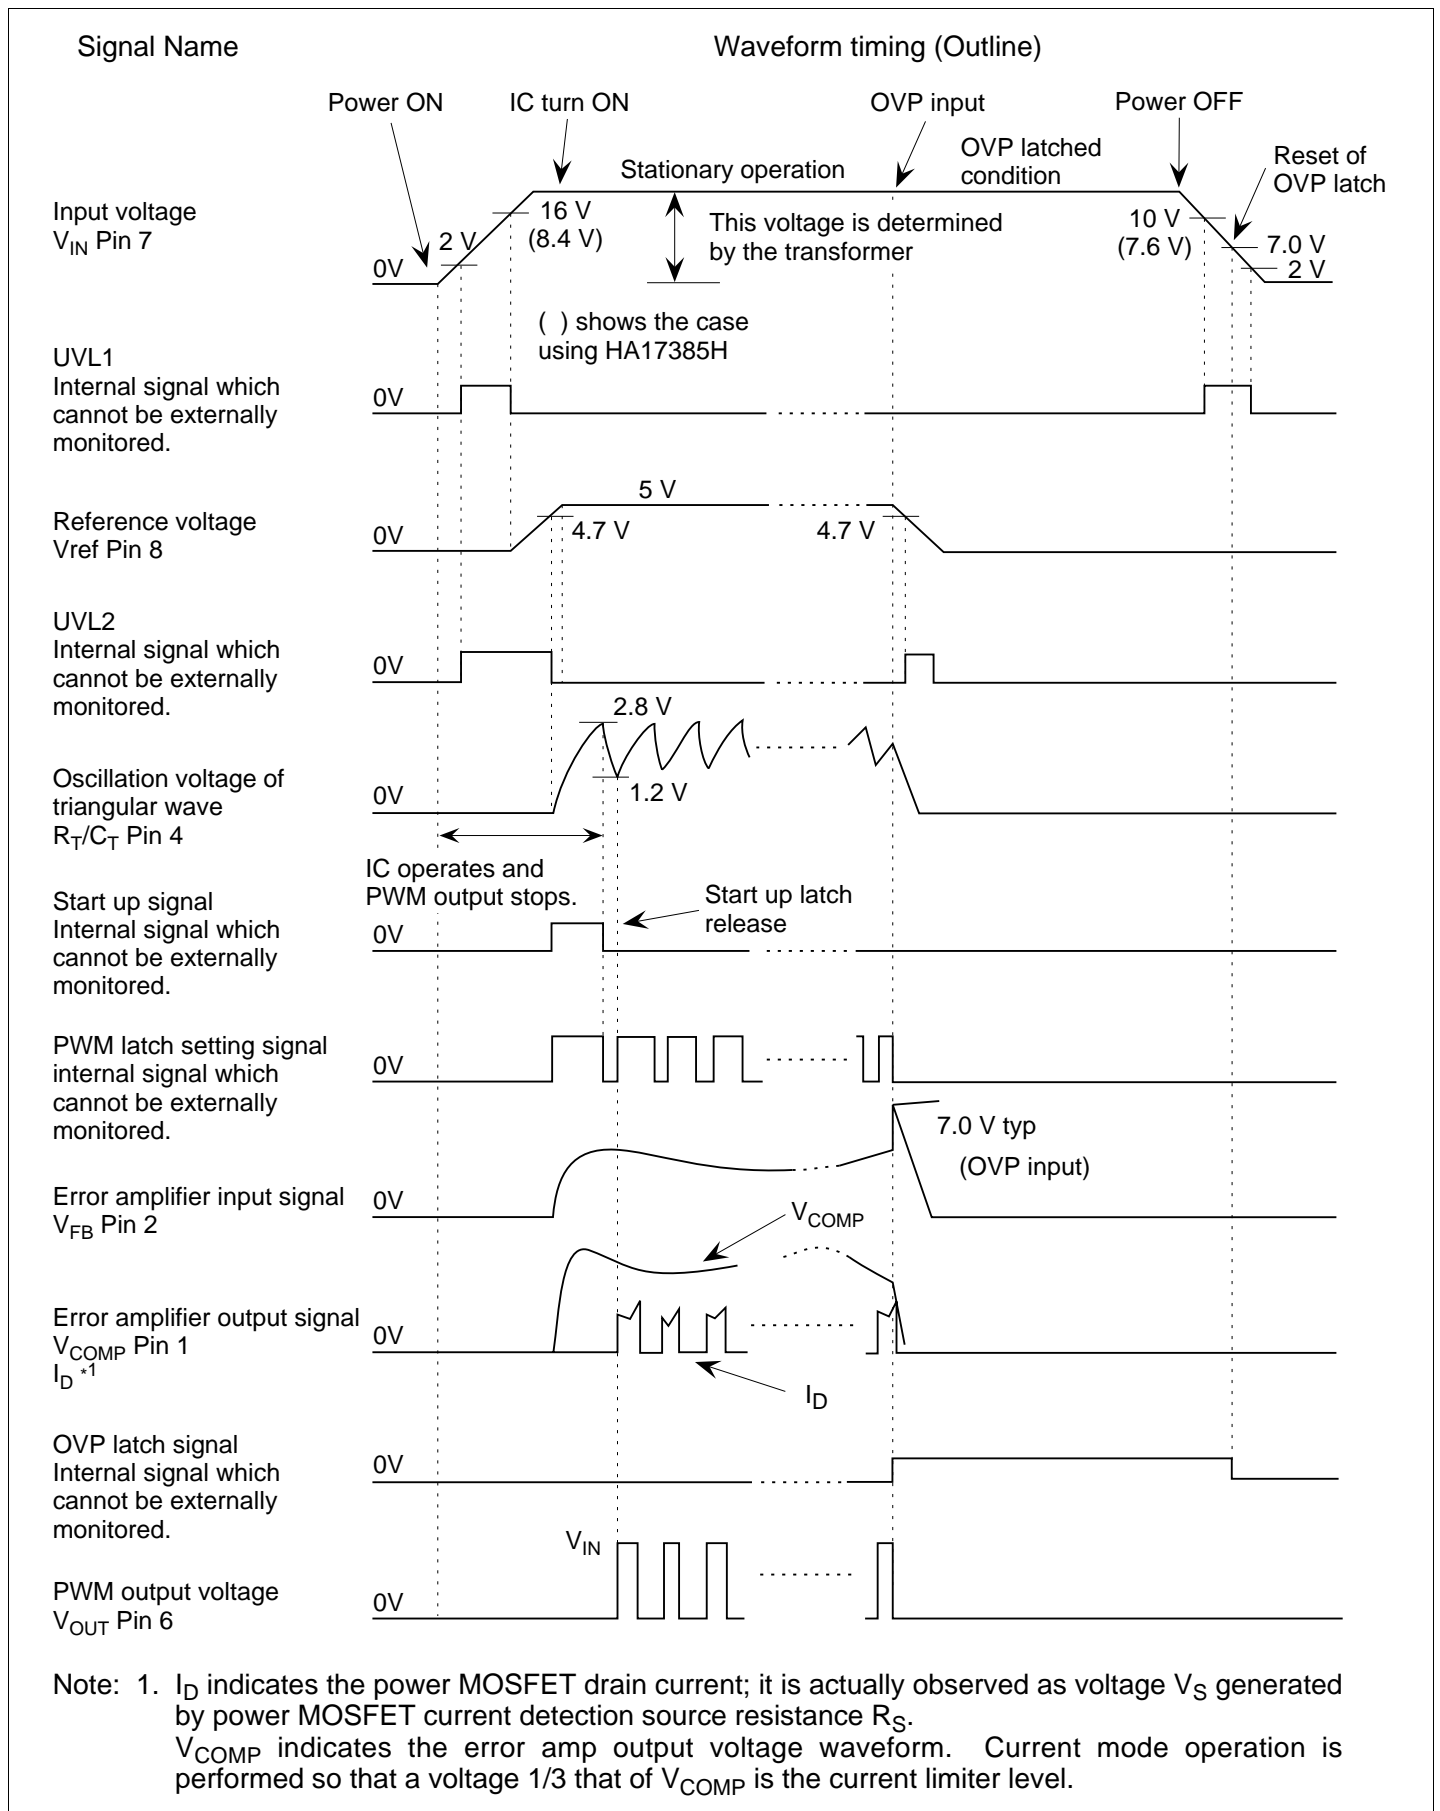 Signal Name
Waveform timing (Outline)
Power ON
IC turn ON
OVP input
Power OFF
Stationary operation
OVP latched
condition
Reset of
OVP latch
Input voltage
VIN Pin 7
0V
2 V
16 V
(8.4 V)
This voltage is determined
by the transformer
10 V
(7.6 V)
7.0 V
2 V
( ) shows the case
using HA17385H
UVL1
Internal signal which
cannot be externally
monitored.
0V
Reference voltage
Vref Pin 8
0V
5 V
4.7 V
4.7 V
UVL2
Internal signal which
cannot be externally
monitored.
0V
Oscillation voltage of
triangular wave
RT/CT Pin 4
0V
2.8 V
1.2 V
IC operates and
PWM output stops.
Start up signal
Internal signal which
cannot be externally
monitored.
0V
Start up latch
release
PWM latch setting signal
internal signal which
cannot be externally
monitored.
0V
Error amplifier input signal
VFB Pin 2
0V
7.0 V typ
(OVP input)
Error amplifier output signal
VCOMP Pin 1
ID *1
0V
VCOMP
ID
OVP latch signal
Internal signal which
cannot be externally
monitored.
0V
PWM output voltage
VOUT Pin 6
0V
VIN
Note: 1. ID indicates the power MOSFET drain current; it is actually observed as voltage VS generated
by power MOSFET current detection source resistance RS.
VCOMP indicates the error amp output voltage waveform. Current mode operation is
performed so that a voltage 1/3 that of VCOMP is the current limiter level.